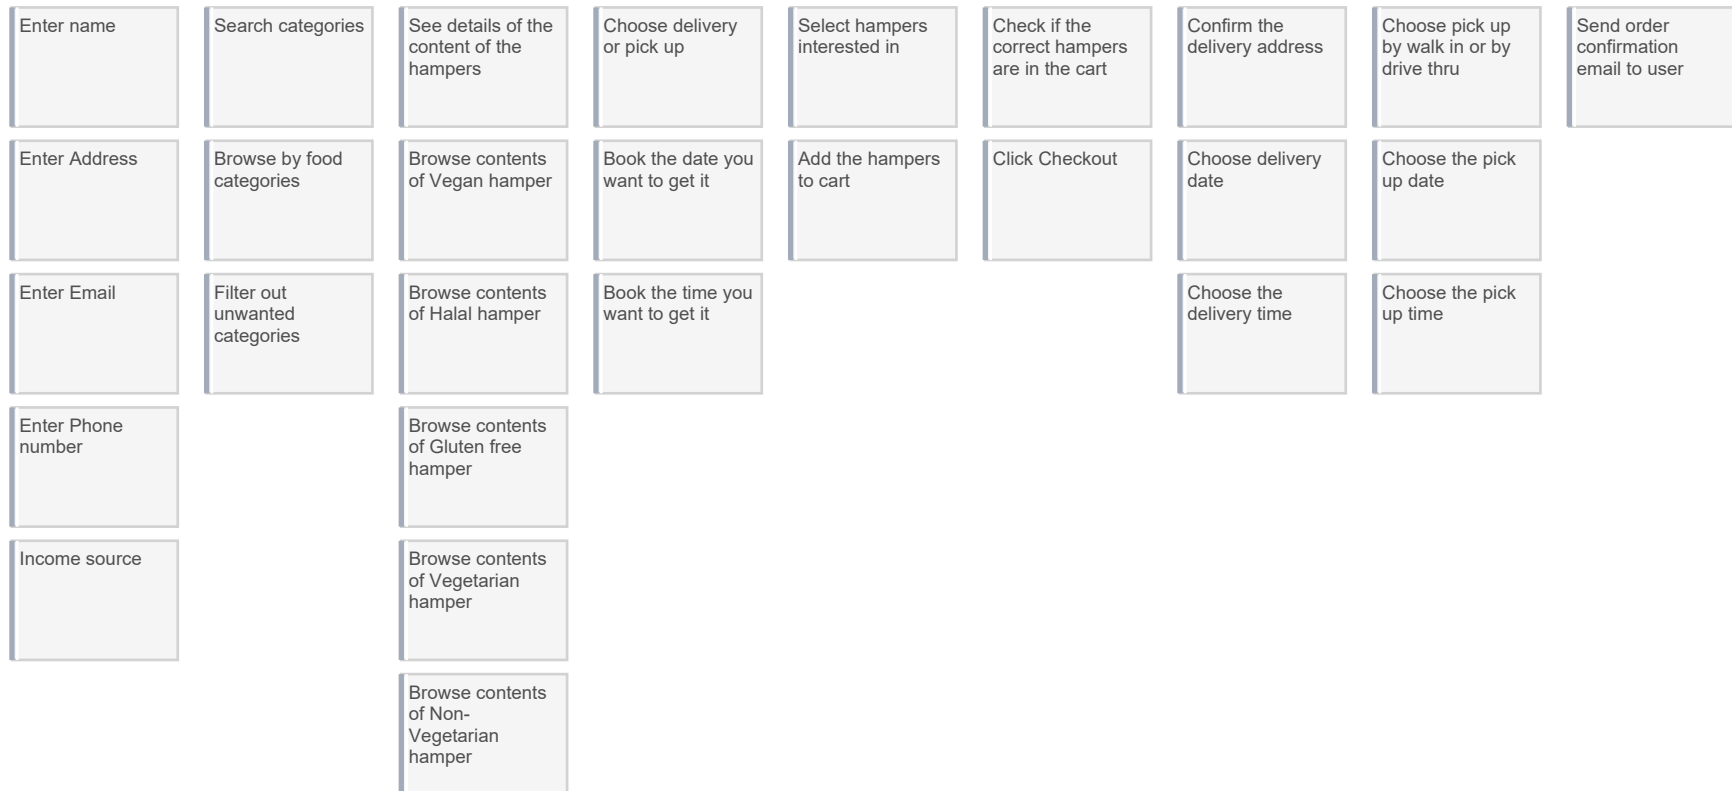 Enter name
Search categories
See details of the
content of the
hampers
Choose delivery
or pick up
Select hampers
interested in
Check if the
correct hampers
are in the cart
Confirm the
delivery address
Choose pick up
by walk in or by
drive thru
Send order
confirmation
email to user
Enter Address
Browse by food
categories
Browse contents
of Vegan hamper
Book the date you
want to get it
Add the hampers
to cart
Click Checkout
Choose delivery
date
Choose the pick
up date
Enter Email
Filter out
unwanted
categories
Browse contents
of Halal hamper
Book the time you
want to get it
Choose the
delivery time
Choose the pick
up time
Enter Phone
number
Browse contents
of Gluten free
hamper
Income source
Browse contents
of Vegetarian
hamper
Browse contents
of Non-
Vegetarian
hamper